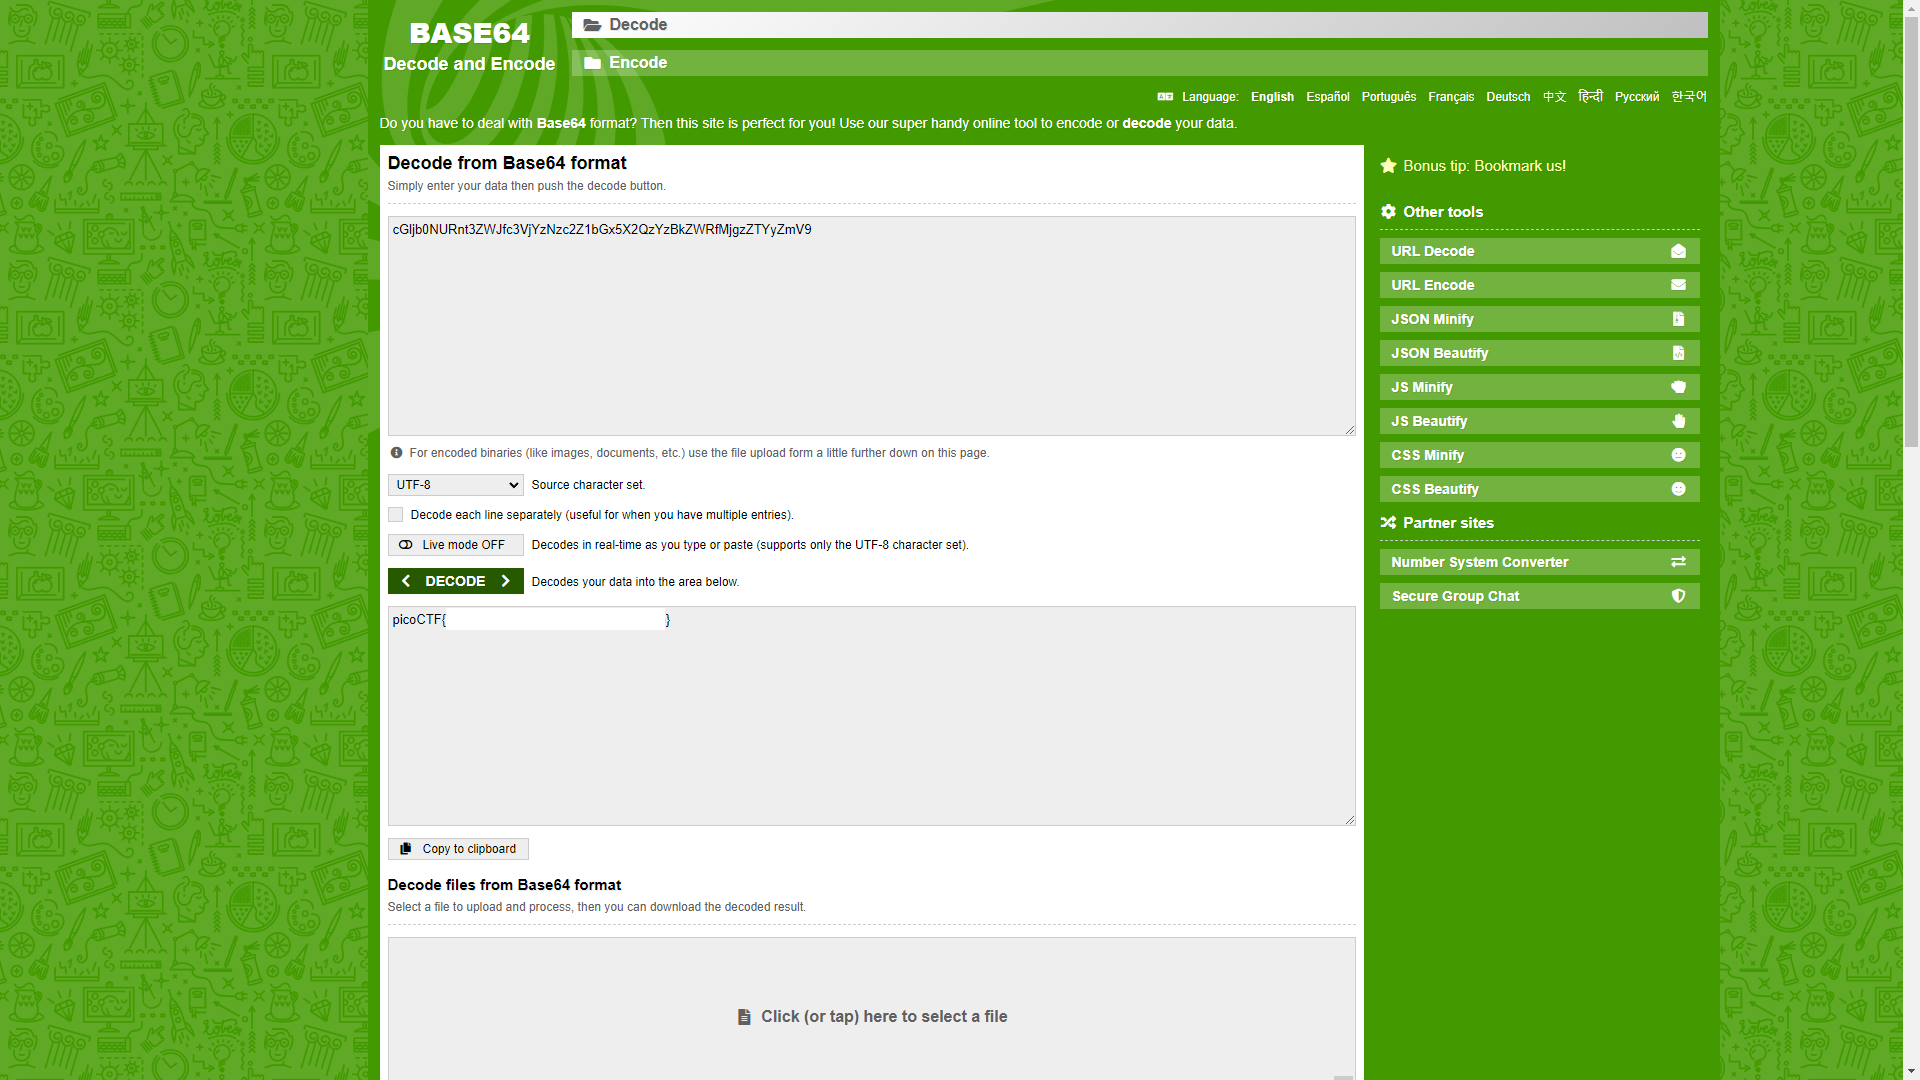 BASE64
Decode and Encode
Decode
Encode
Language: English Español Português Français Deutsch 中文 हिन्दी Русский 한국어
Do you have to deal with Base64 format? Then this site is perfect for you! Use our super handy online tool to encode or decode your data.
Decode from Base64 format
Simply enter your data then push the decode button.
cGljb0NURnt3ZWJfc3VjYzNzc2Z1bGx5X2QzYzBkZWRfMjgzZTYyZmV9
For encoded binaries (like images, documents, etc.) use the file upload form a little further down on this page.
UTF-8 Source character set.
Decode each line separately (useful for when you have multiple entries).
Live mode OFF Decodes in real-time as you type or paste (supports only the UTF-8 character set).
DECODE Decodes your data into the area below.
picoCTF{ }
Copy to clipboard
Decode files from Base64 format
Select a file to upload and process, then you can download the decoded result.
Click (or tap) here to select a file
Bonus tip: Bookmark us!
Other tools
URL Decode
URL Encode
JSON Minify
JSON Beautify
JS Minify
JS Beautify
CSS Minify
CSS Beautify
Partner sites
Number System Converter
Secure Group Chat